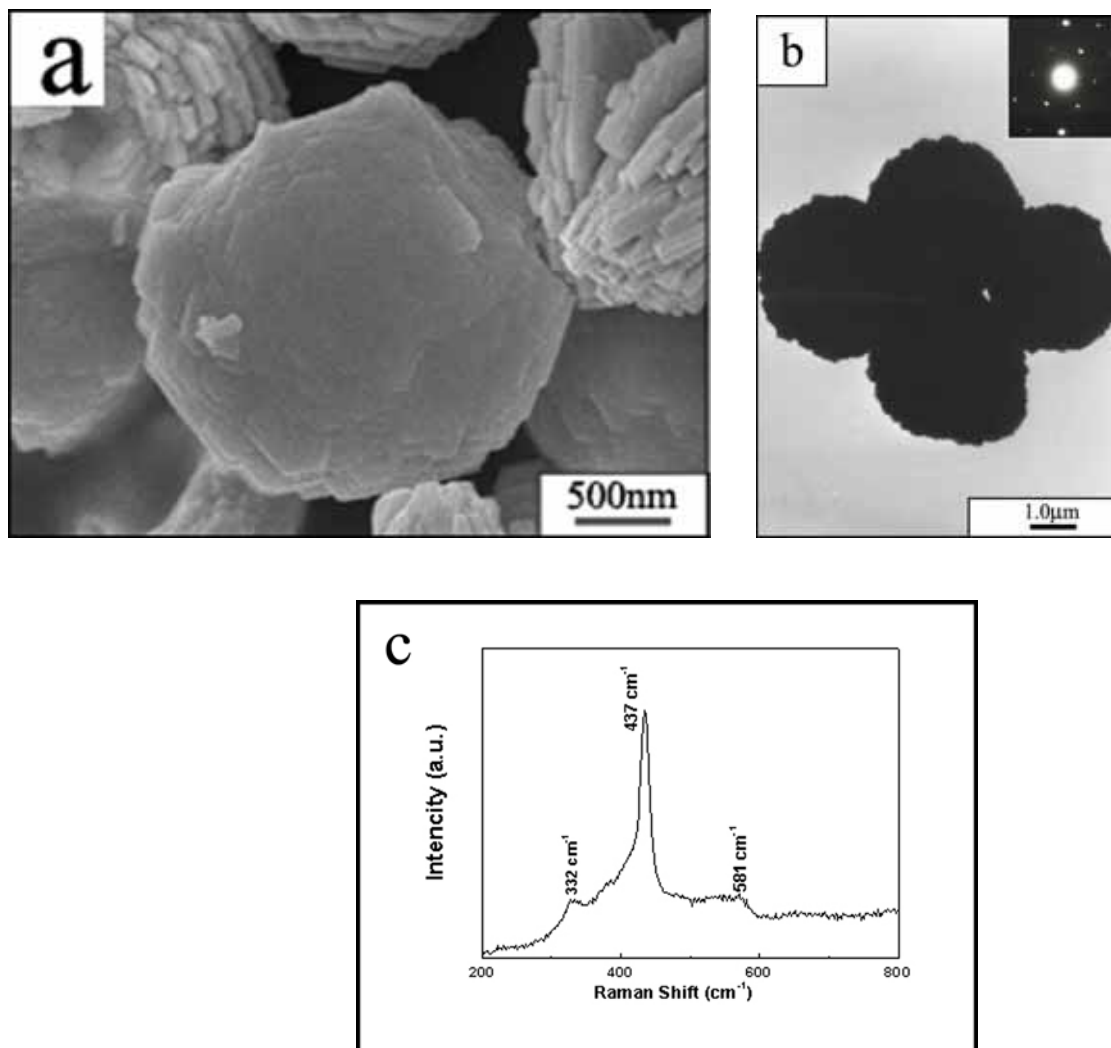 a
500nm
b
1.0μm
c
Intencity (a.u.)
332 cm-1
437 cm-1
581 cm-1
200
400
600
800
Raman Shift (cm-1)